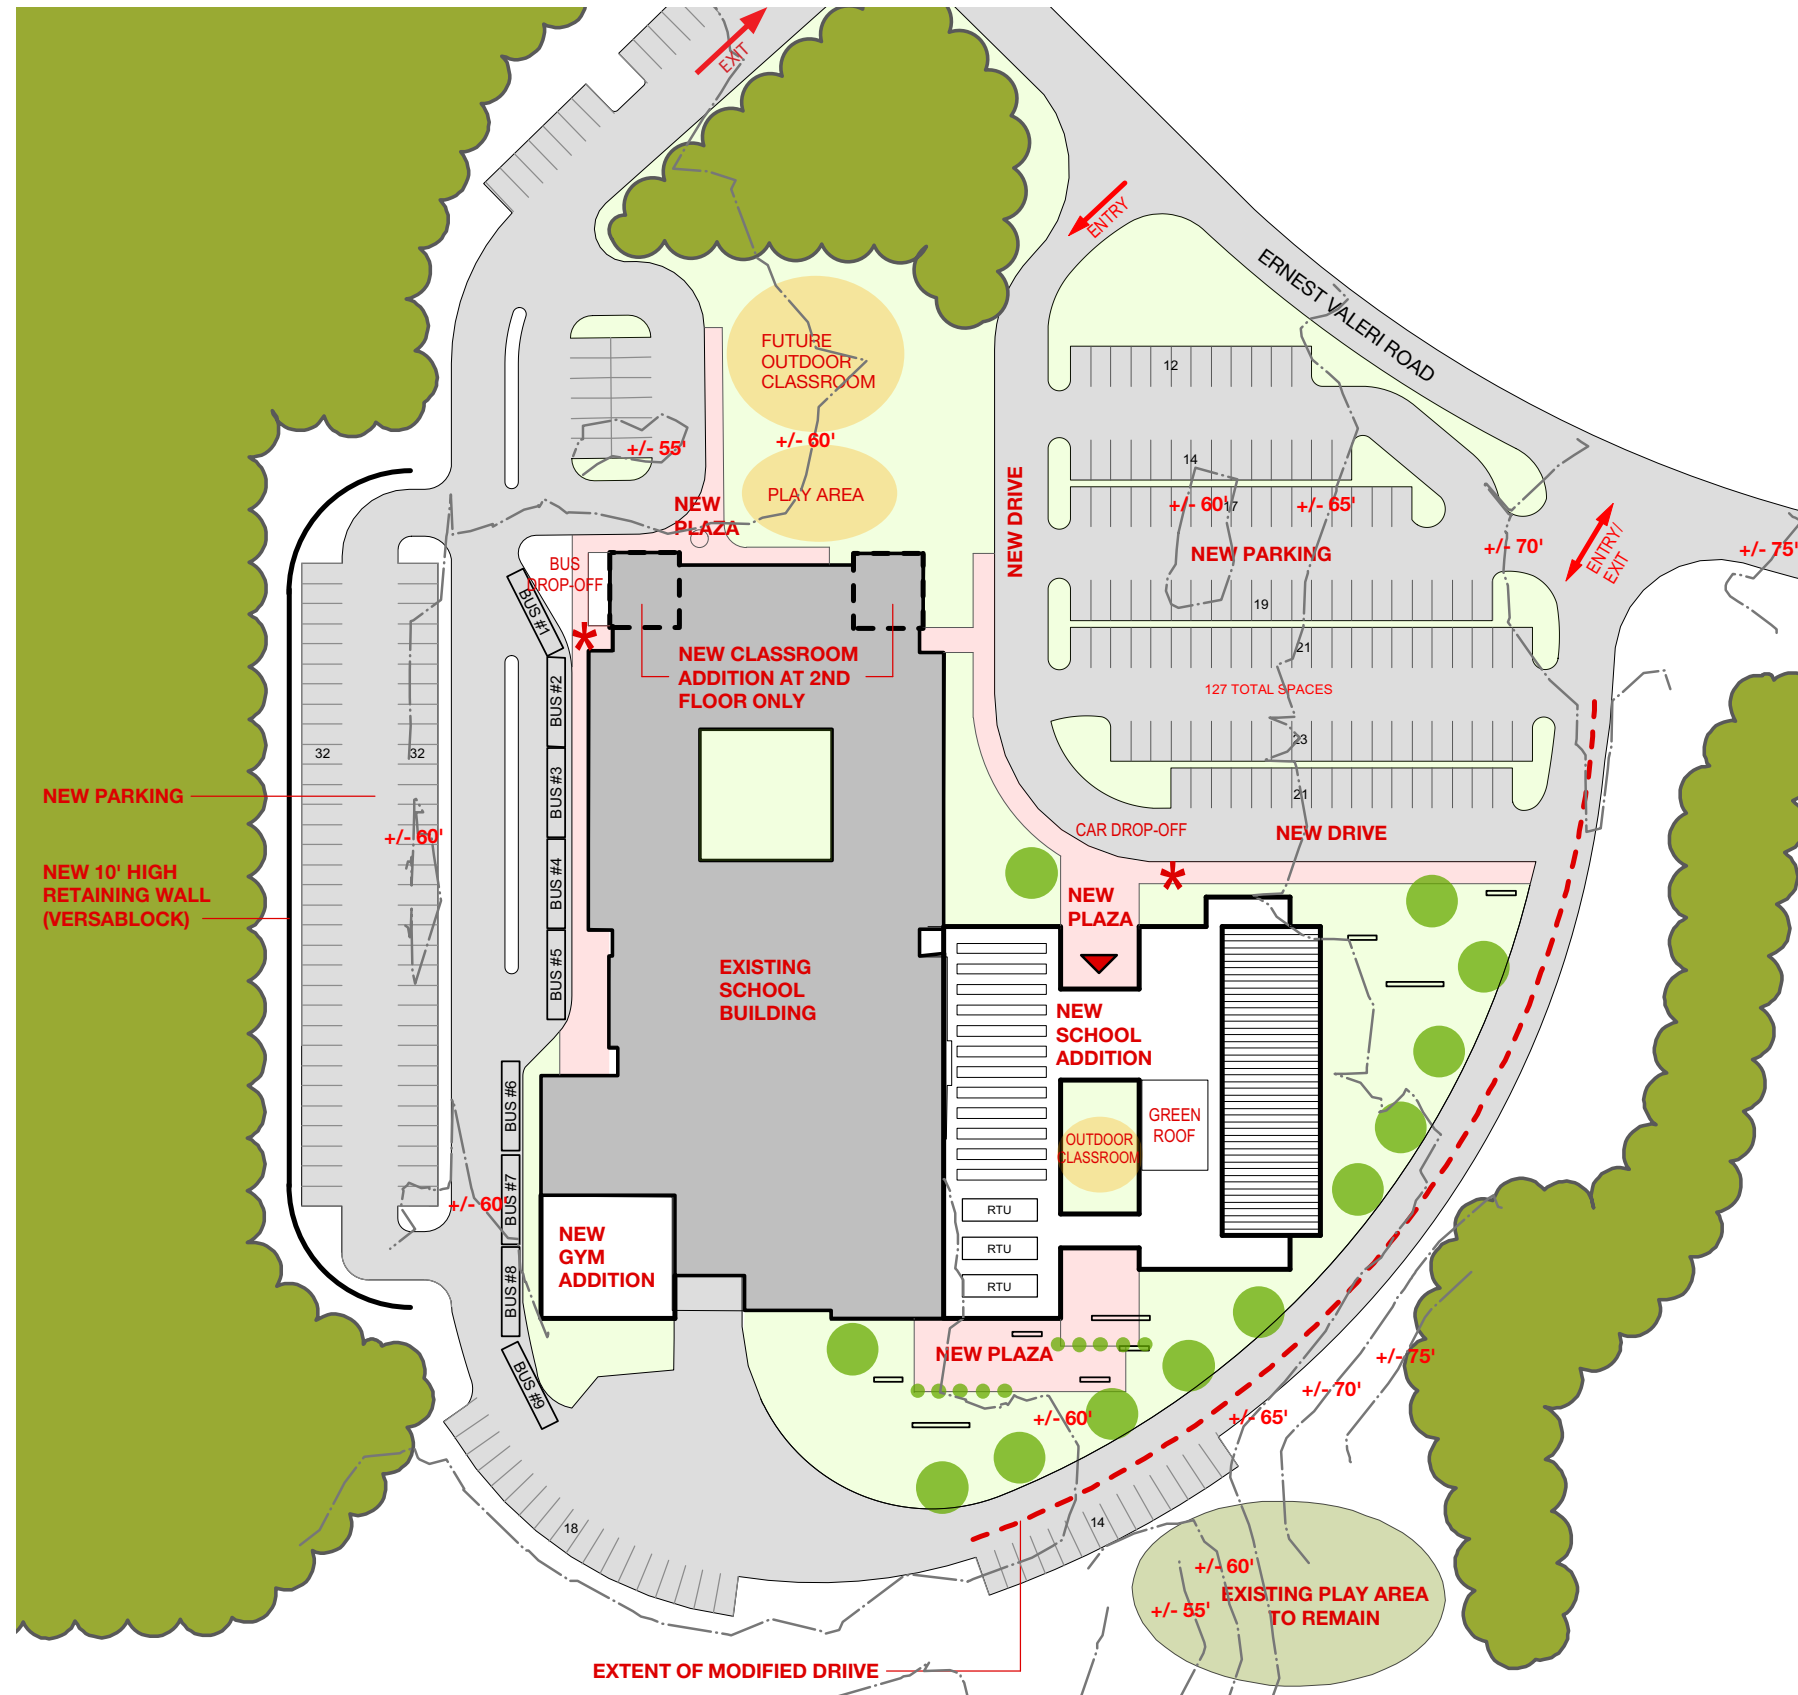 EXIT
ENTRY
ERNEST VALERI ROAD
FUTURE
OUTDOOR
CLASSROOM
12
+/- 55'
+/- 60'
14
PLAY AREA
NEW
PLAZA
NEW DRIVE
+/- 60'
17
+/- 65'
NEW PARKING
+/- 70'
ENTRY/
EXIT
+/- 75'
BUS
DROP-OFF
BUS #1
*
19
NEW CLASSROOM
ADDITION AT 2ND
FLOOR ONLY
21
127 TOTAL SPACES
BUS #2
23
32
32
BUS #3
NEW PARKING
21
+/- 60'
CAR DROP-OFF
NEW DRIVE
NEW 10' HIGH
RETAINING WALL
(VERSABLOCK)
BUS #4
*
NEW
PLAZA
BUS #5
EXISTING
SCHOOL
BUILDING
NEW
SCHOOL
ADDITION
BUS #6
GREEN
ROOF
OUTDOOR
CLASSROOM
+/- 60'
BUS #7
RTU
RTU
RTU
NEW
GYM
ADDITION
BUS #8
BUS #9
NEW PLAZA
+/- 75'
+/- 70'
+/- 65'
+/- 60'
18
14
+/- 60'
EXISTING PLAY AREA
TO REMAIN
+/- 55'
EXTENT OF MODIFIED DRIIVE